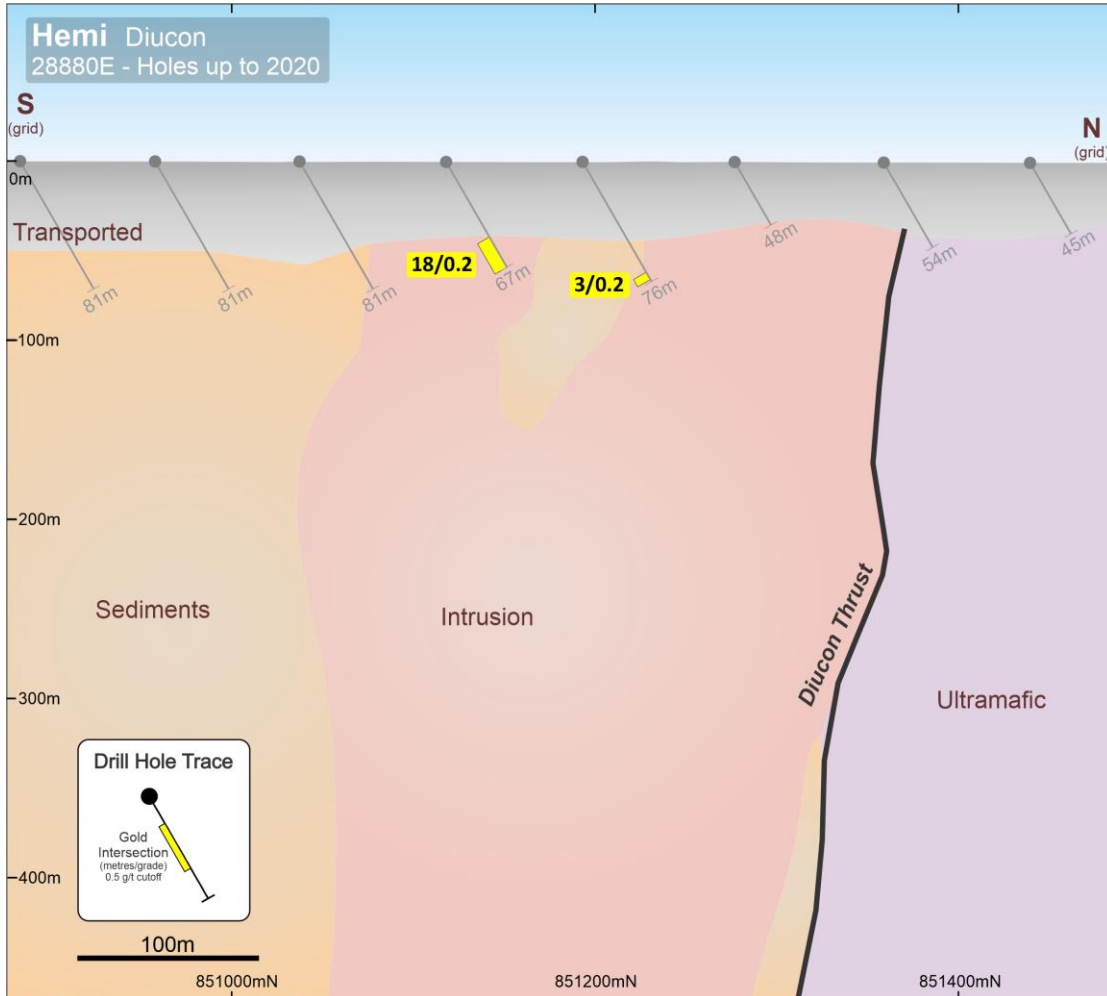 Hemi Diucon
28880E - Holes up to 2020
S
(grid)
N
(grid)
0m
Transported
18/0.2
3/0.2
81m
81m
81m
67m
76m
48m
54m
45m
100m
200m
Diucon Thrust
Sediments
Intrusion
300m
Ultramafic
Drill Hole Trace
Gold
Intersection
(metres/grade)
0.5 g/t cutoff
400m
100m
851000mN
851200mN
851400mN